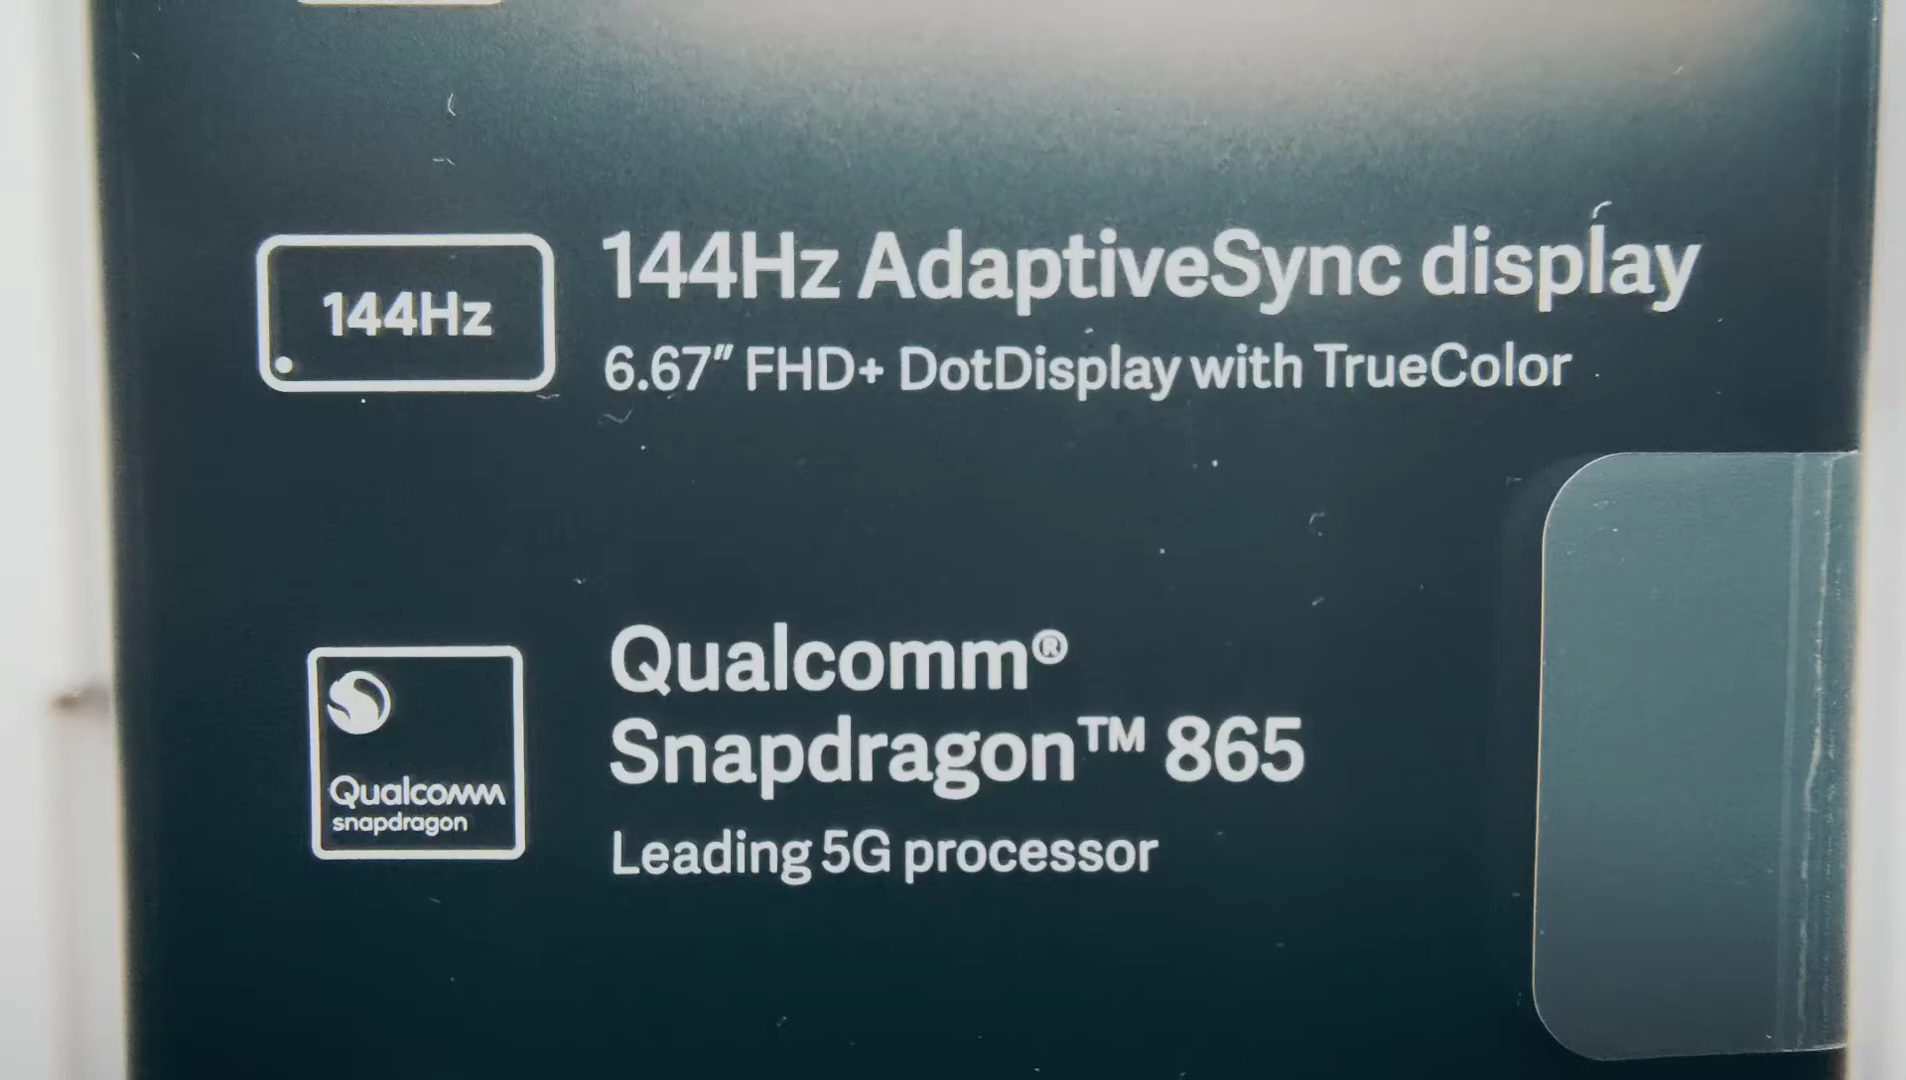 144Hz
144Hz AdaptiveSync display
6.67″ FHD+ DotDisplay with TrueColor
Qualcomm
snapdragon
Qualcomm®
Snapdragon™ 865
Leading 5G processor